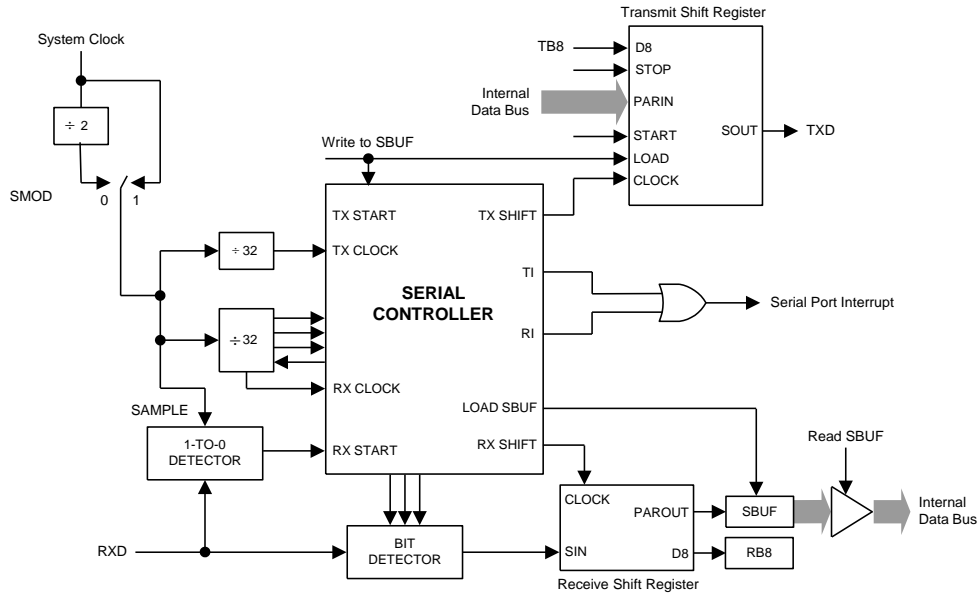 Transmit Shift Register
System Clock
TB8
D8
STOP
Internal
Data Bus
PARIN
÷ 2
START
SOUT
TXD
Write to SBUF
LOAD
CLOCK
SMOD
0
1
TX START
TX SHIFT
÷ 32
TX CLOCK
TI
SERIAL
CONTROLLER
Serial Port Interrupt
÷ 32
RI
RX CLOCK
SAMPLE
LOAD SBUF
1-TO-0
DETECTOR
RX START
RX SHIFT
Read SBUF
CLOCK
PAROUT
SBUF
Internal
Data Bus
RXD
BIT
DETECTOR
SIN
D8
RB8
Receive Shift Register